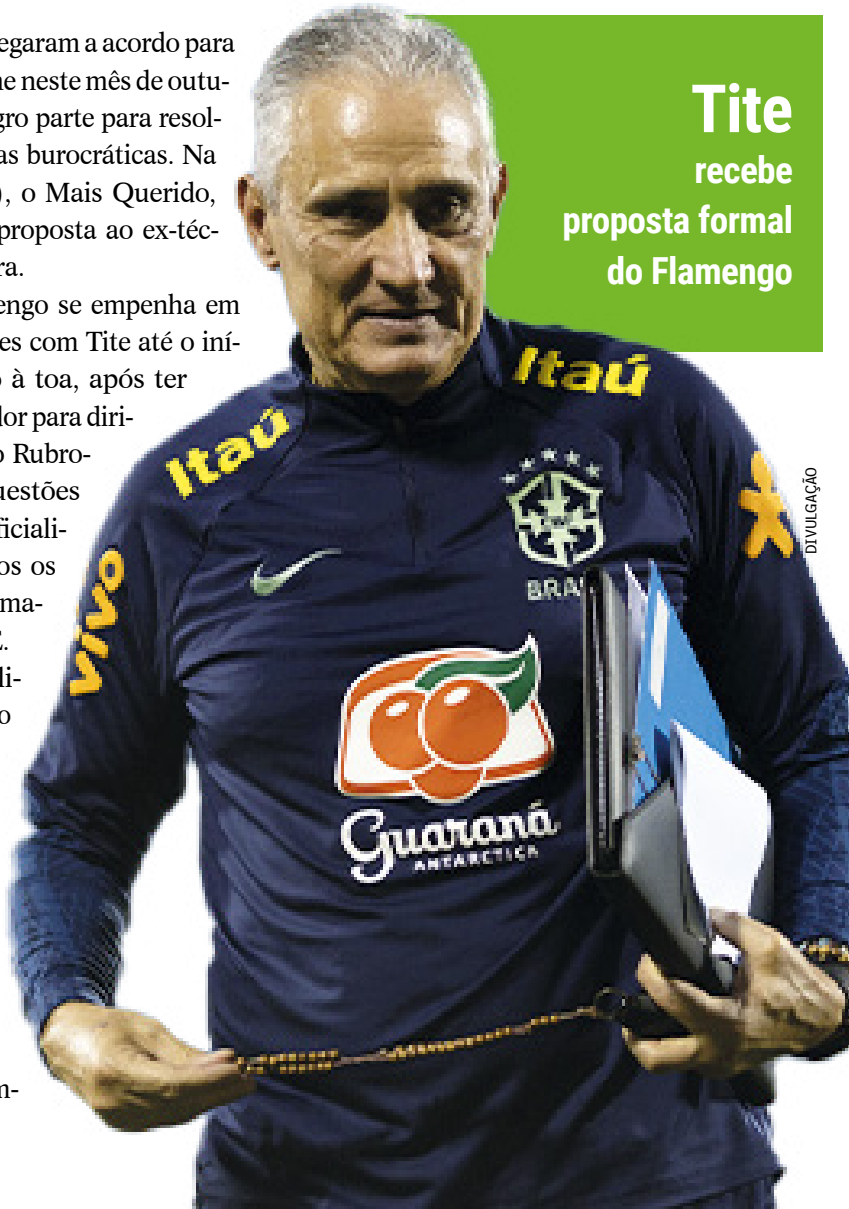 egaram a acordo para
ne neste mês de outu-
gro parte para resol-
as burocráticas. Na
), o Mais Querido,
proposta ao ex-téc-
ra.
engo se empenha em
es com Tite até o iní-
o à toa, após ter
lor para diri-
o Rubro-
uestões
ficiali-
os os
ma-
li-
o
m-
Tite
recebe
proposta formal
do Flamengo
DIVULGAÇÃO
Itaú
Itaú
vivo
BRA
Guaraná
ANTARCTICA